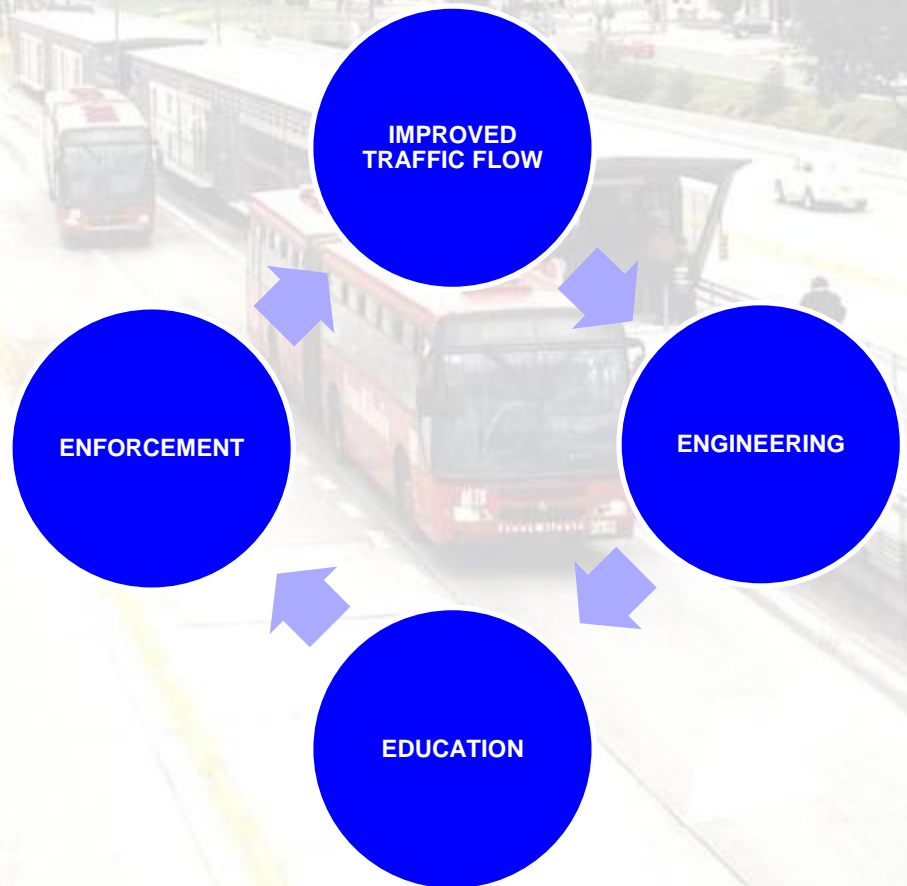 IMPROVED
TRAFFIC FLOW
ENFORCEMENT
ENGINEERING
EDUCATION